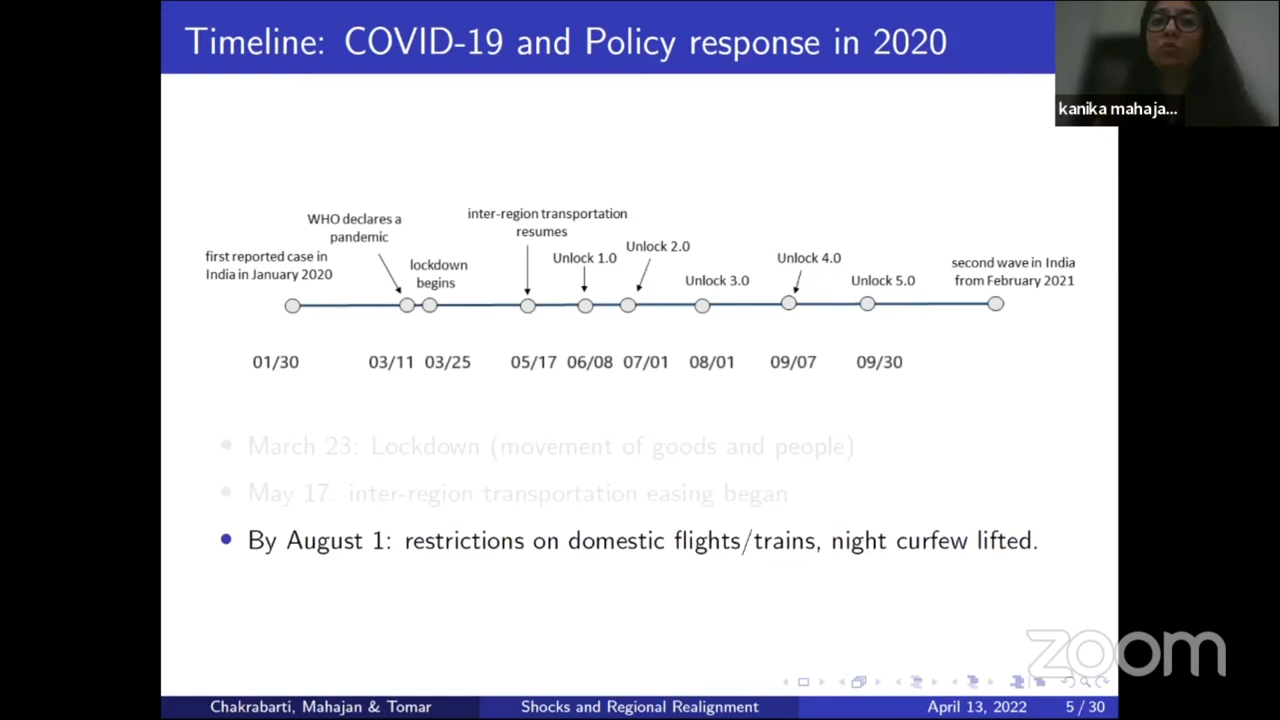 Timeline: COVID-19 and Policy response in 2020
kanika mahaja...
WHO declares a
pandemic
inter-region transportation
resumes
first reported case in
India in January 2020
lockdown
begins
Unlock 1.0
Unlock 2.0
Unlock 3.0
Unlock 4.0
Unlock 5.0
second wave in India
from February 2021
01/30
03/11
03/25
05/17
06/08
07/01
08/01
09/07
09/30
• March 23: Lockdown (movement of goods and people)
• May 17: inter-region transportation easing began
• By August 1: restrictions on domestic flights/trains, night curfew lifted.
zoom
Chakrabarti, Mahajan & Tomar
Shocks and Regional Realignment
April 13, 2022
5 / 30